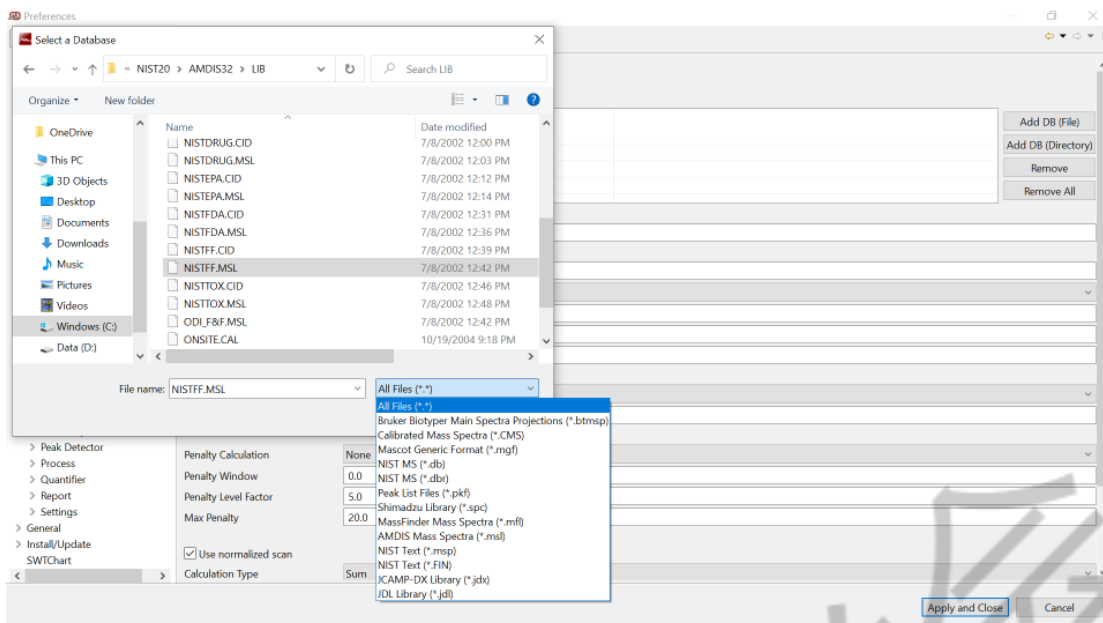 Preferences
Select a Database
NIST20 > AMDIS32 > LIB
Search LIB
Organize
New folder
OneDrive
This PC
3D Objects
Desktop
Documents
Downloads
Music
Pictures
Videos
Windows (C:)
Data (D:)
Name
Date modified
NISTDRUG.CID
7/8/2002 12:00 PM
NISTDRUG.MSL
7/8/2002 12:03 PM
NISTEPA.CID
7/8/2002 12:12 PM
NISTEPA.MSL
7/8/2002 12:14 PM
NISTFDA.CID
7/8/2002 12:31 PM
NISTFDA.MSL
7/8/2002 12:36 PM
NISTFF.CID
7/8/2002 12:39 PM
NISTFF.MSL
7/8/2002 12:42 PM
NISTTOX.CID
7/8/2002 12:46 PM
NISTTOX.MSL
7/8/2002 12:48 PM
ODI_F&F.MSL
7/8/2002 12:42 PM
ONSITE.CAL
10/19/2004 9:18 PM
File name:
NISTFF.MSL
All Files (*.*)
All Files (*.*)
Bruker Biotyper Main Spectra Projections (*.btmsp)
Calibrated Mass Spectra (*.CMS)
Mascot Generic Format (*.mgf)
NIST MS (*.db)
NIST MS (*.dbr)
Peak List Files (*.pkf)
Shimadzu Library (*.spc)
MassFinder Mass Spectra (*.mfl)
AMDIS Mass Spectra (*.msl)
NIST Text (*.msp)
NIST Text (*.FIN)
JCAMP-DX Library (*.jdx)
JDL Library (*.jdl)
Add DB (File)
Add DB (Directory)
Remove
Remove All
Peak Detector
Process
Quantifier
Report
Settings
General
Install/Update
SWTChart
Penalty Calculation
None
Penalty Window
0.0
Penalty Level Factor
5.0
Max Penalty
20.0
Use normalized scan
Calculation Type
Sum
Apply and Close
Cancel